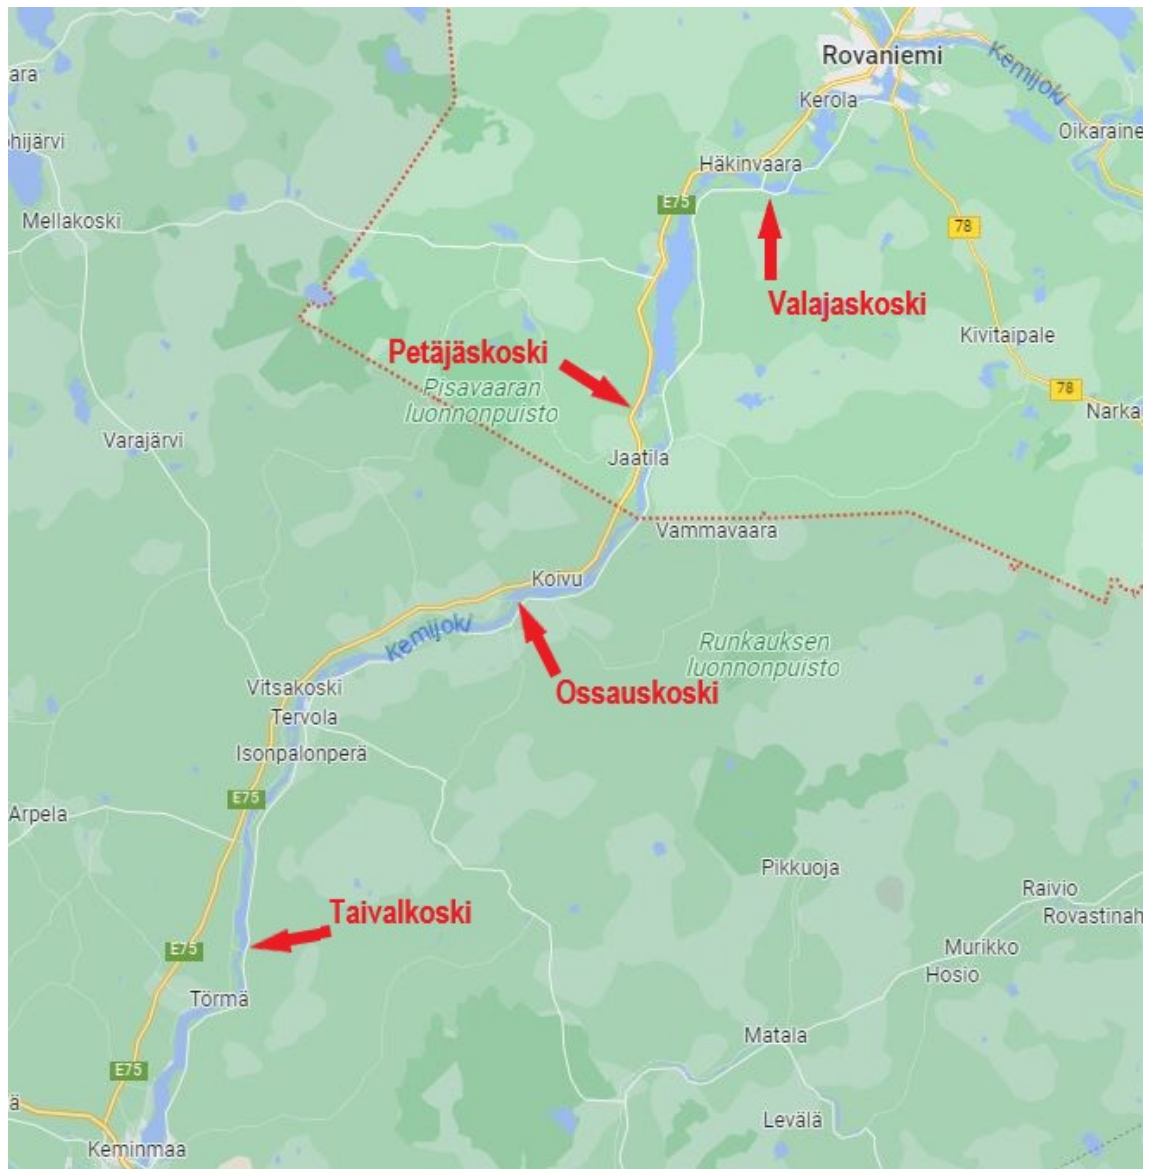 Rovaniemi
Kemijoki
ara
Kerola
Oikaraine
hijärvi
Häkinvaara
E75
Mellakoski
78
Valajaskoski
Kivitaipale
Petäjäskoski
Pisavaaran
luonnonpuisto
78
Narka
Varajärvi
Jaatila
Vammavaara
Koivu
Kemijoki
Runkauksen
luonnonpuisto
Ossauskoski
Vitsakoski
Tervola
Isonpalonperä
E75
Arpela
Pikkuoja
Raivio
Taivalkoski
Rovastinah
E75
Murikko
Hosio
Törmä
Matala
E75
ä
Levälä
Keminmaa